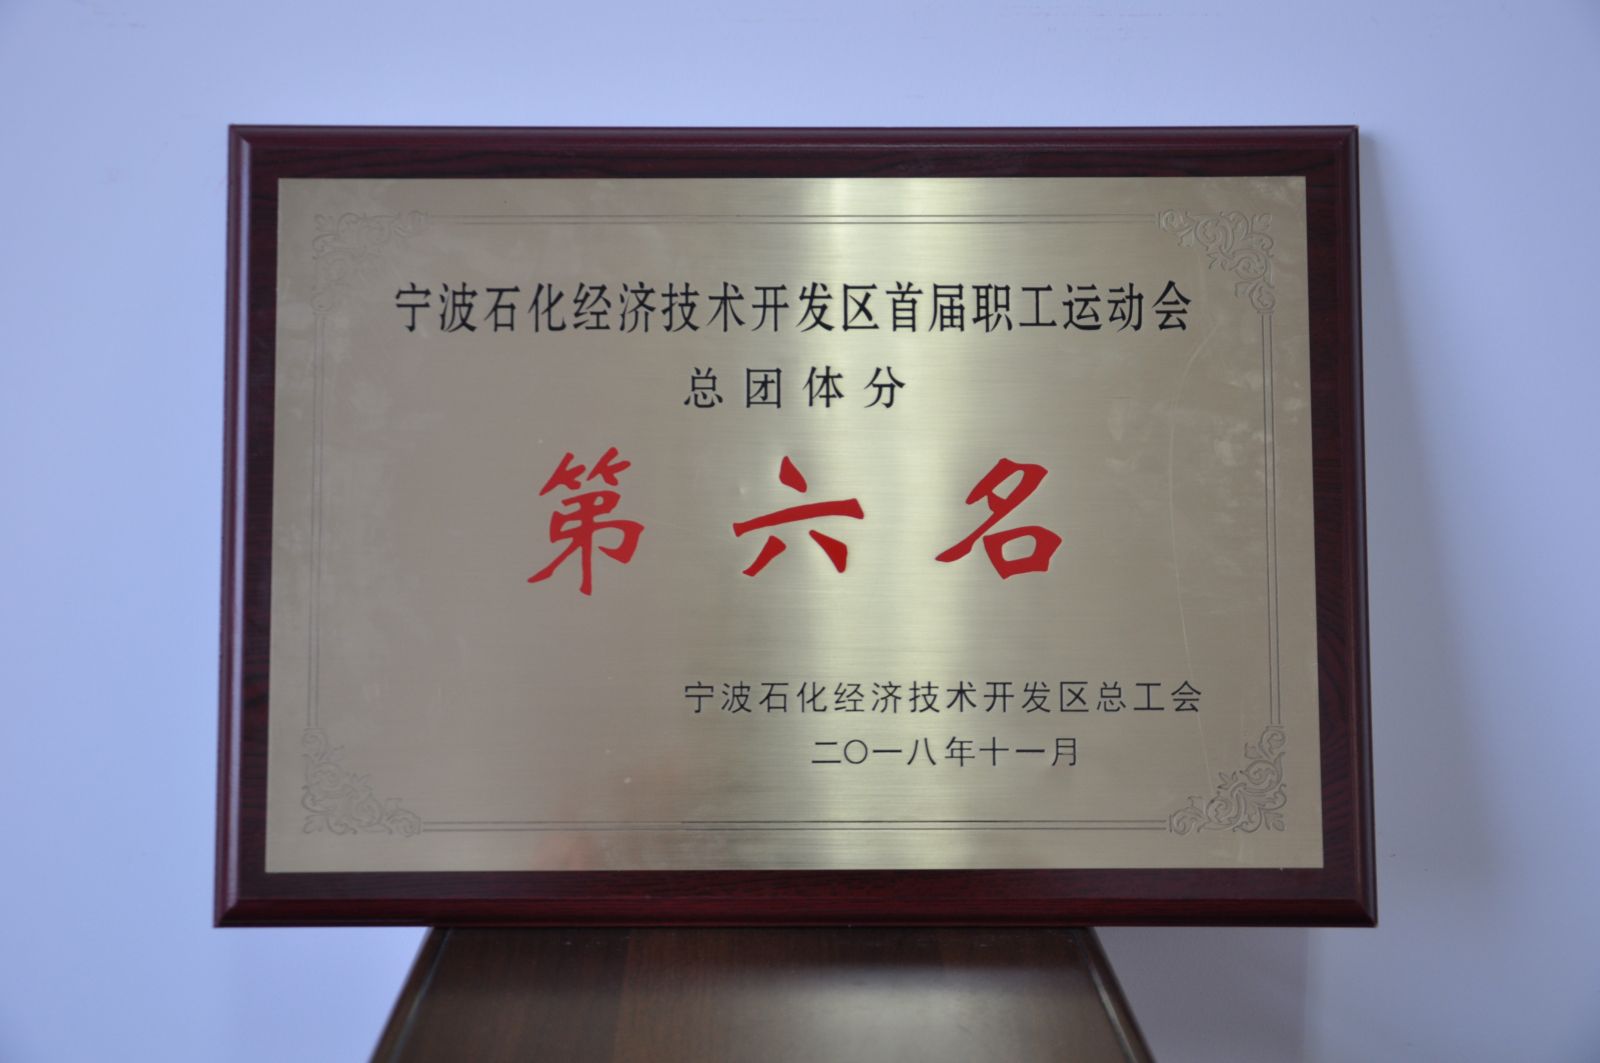 宁波石化经济技术开发区首届职工运动会
总团体分
第六名
宁波石化经济技术开发区总工会
二〇一八年十一月